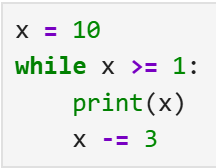 x = 10
while x >= 1:
    print(x)
    x -= 3